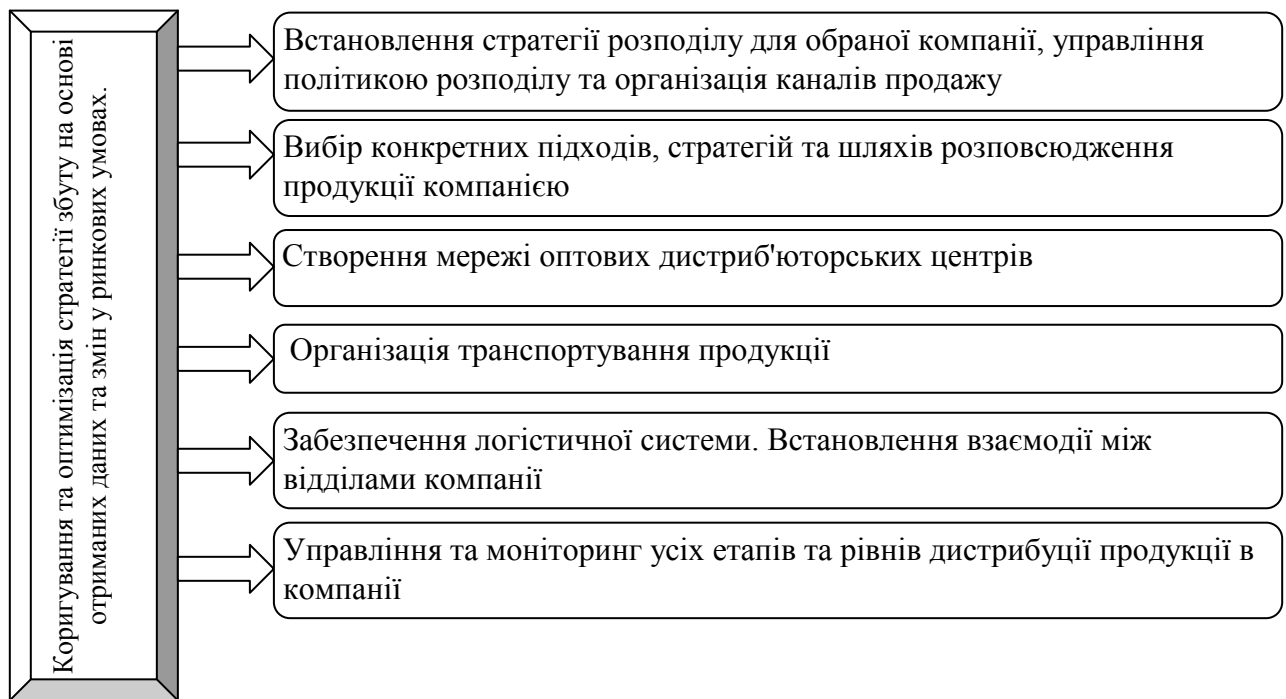 Коригування та оптимізація стратегії збуту на основі
отриманих даних та змін у ринкових умовах.
Встановлення стратегії розподілу для обраної компанії, управління
політикою розподілу та організація каналів продажу
Вибір конкретних підходів, стратегій та шляхів розповсюдження
продукції компанією
Створення мережі оптових дистриб'юторських центрів
Організація транспортування продукції
Забезпечення логістичної системи. Встановлення взаємодії між
відділами компанії
Управління та моніторинг усіх етапів та рівнів дистрибуції продукції в
компанії